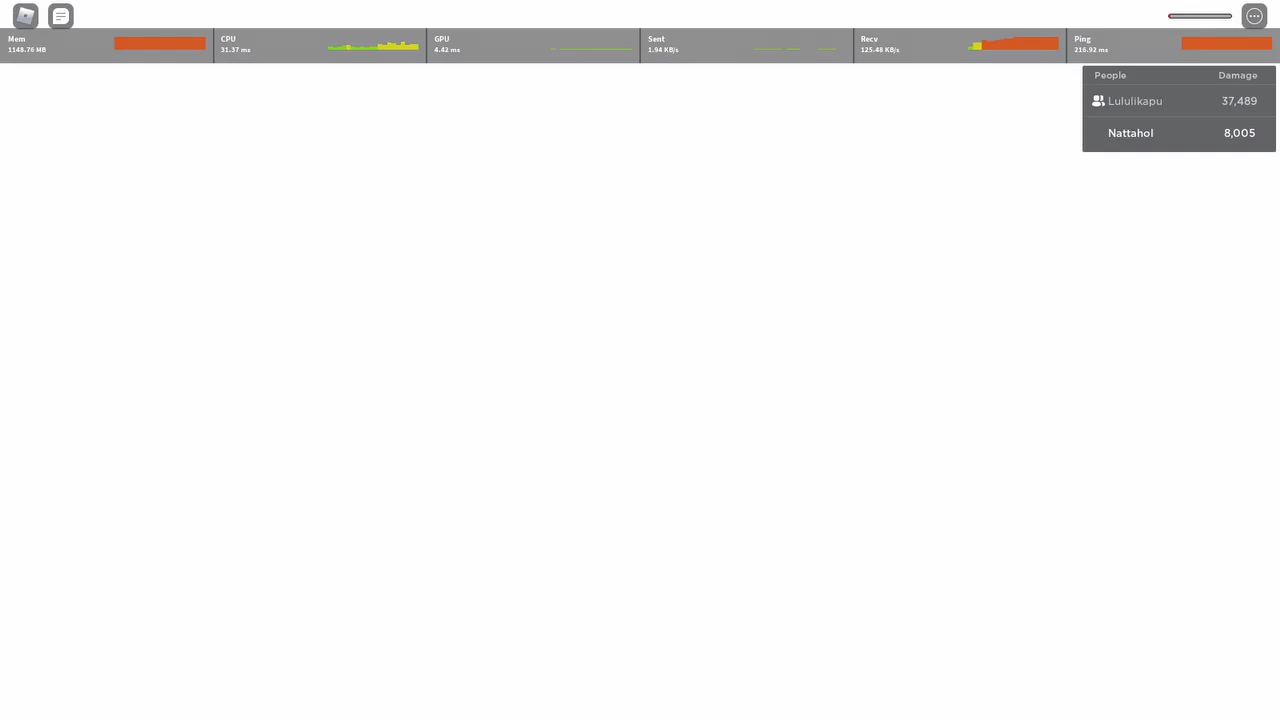 Mem
1148.76 MB
CPU
31.37 ms
GPU
4.42 ms
Sent
1.94 KB/s
Recv
125.48 KB/s
Ping
216.92 ms
People Damage
Lululikapu 37,489
Nattahol 8,005